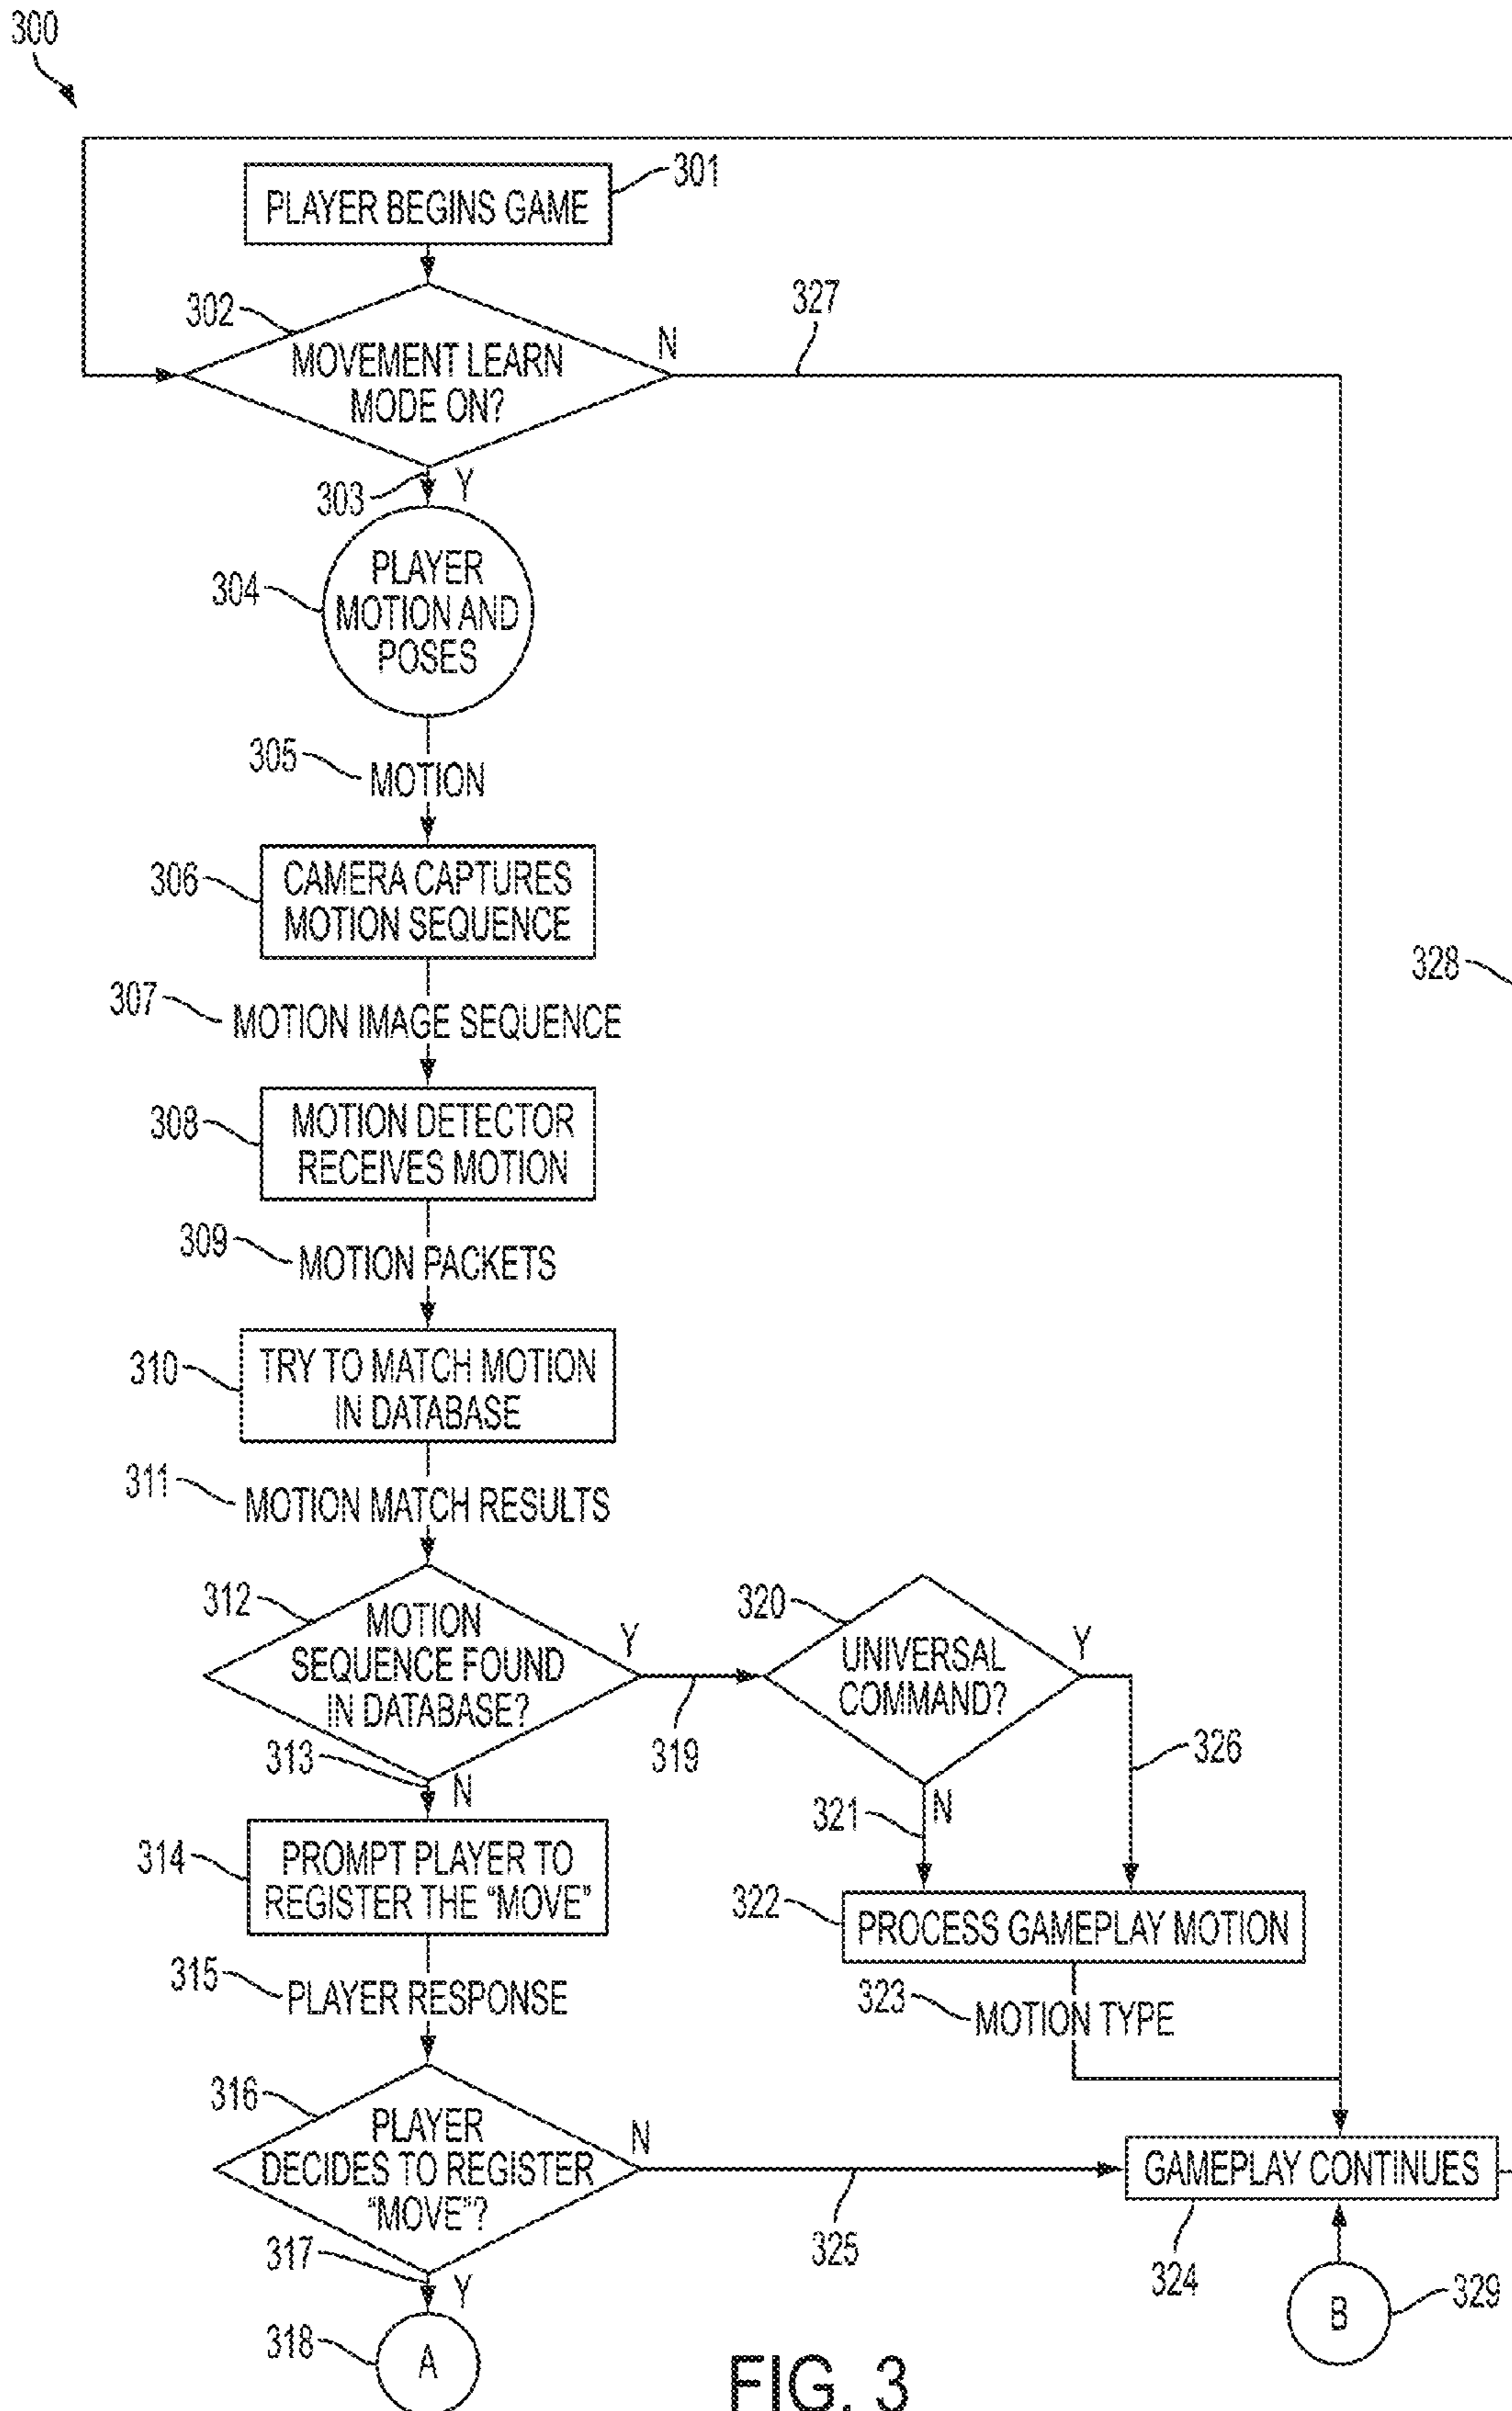 300
301
PLAYER BEGINS GAME
302
MOVEMENT LEARN
MODE ON?
N
327
303
Y
304
PLAYER
MOTION AND
POSES
305
MOTION
306
CAMERA CAPTURES
MOTION SEQUENCE
328
307
MOTION IMAGE SEQUENCE
308
MOTION DETECTOR
RECEIVES MOTION
309
MOTION PACKETS
310
TRY TO MATCH MOTION
IN DATABASE
311
MOTION MATCH RESULTS
312
MOTION
SEQUENCE FOUND
IN DATABASE?
Y
319
320
UNIVERSAL
COMMAND?
Y
326
313
N
321
N
314
PROMPT PLAYER TO
REGISTER THE “MOVE”
322
PROCESS GAMEPLAY MOTION
315
PLAYER RESPONSE
323
MOTION TYPE
316
PLAYER
DECIDES TO REGISTER
“MOVE”?
N
325
GAMEPLAY CONTINUES
324
317
Y
318
A
B
329
FIG. 3